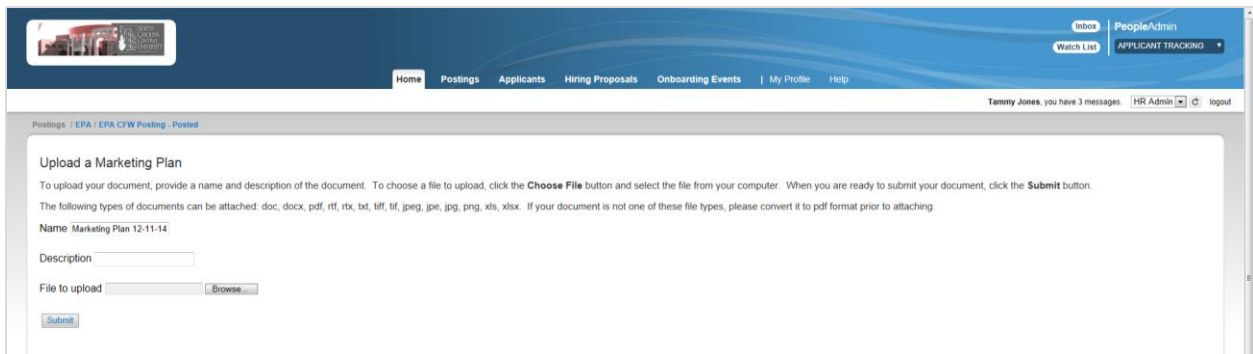 NORTH
CAROLINA
CENTRAL
UNIVERSITY
Inbox
PeopleAdmin
Watch List
APPLICANT TRACKING
Home Postings Applicants Hiring Proposals Onboarding Events | My Profile Help
Tammy Jones, you have 3 messages. HR Admin logout
Postings / EPA / EPA CFW Posting - Posted
Upload a Marketing Plan
To upload your document, provide a name and description of the document. To choose a file to upload, click the Choose File button and select the file from your computer. When you are ready to submit your document, click the Submit button.
The following types of documents can be attached: doc, docx, pdf, rtf, rtx, txt, tiff, tif, jpeg, jpe, jpg, png, xls, xlsx. If your document is not one of these file types, please convert it to pdf format prior to attaching.
Name Marketing Plan 12-11-14
Description
File to upload Browse...
Submit